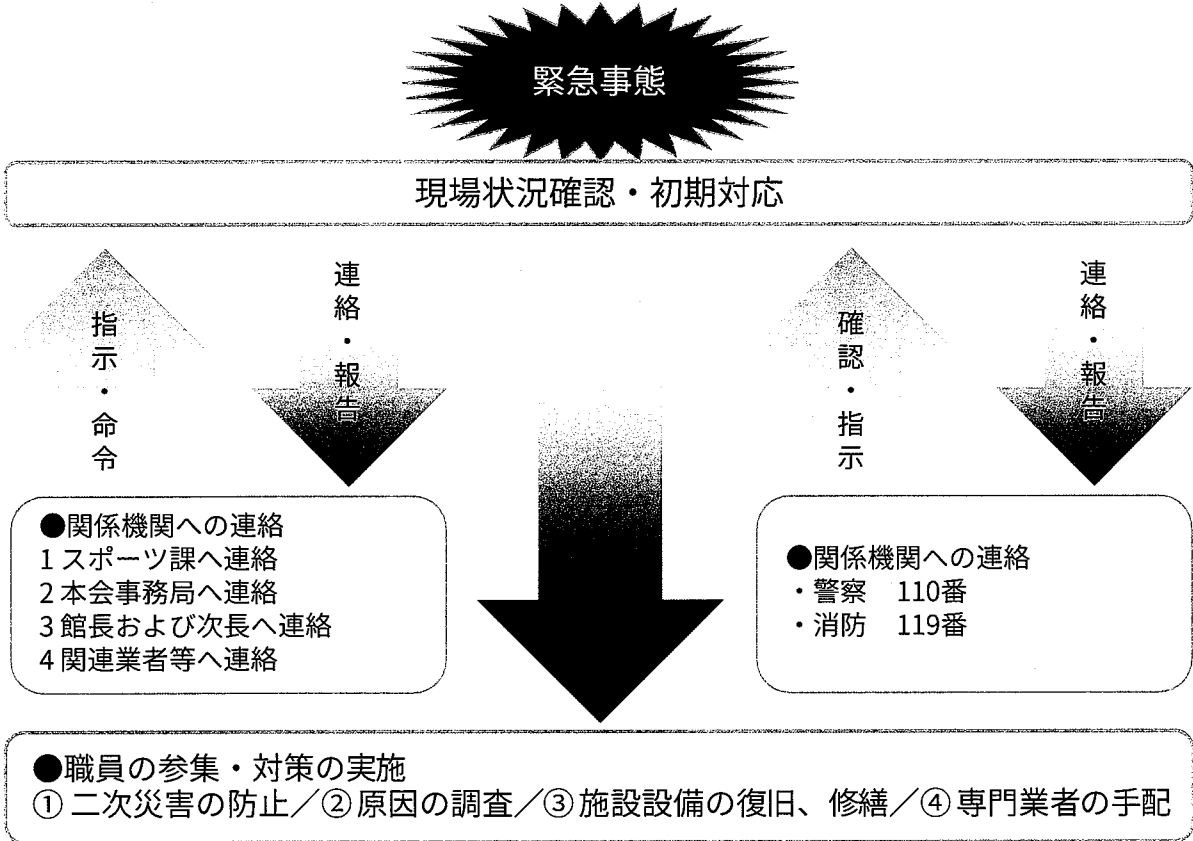 緊急事態
現場状況確認・初期対応
指示・命令
連絡・報告
確認・指示
連絡・報告
●関係機関への連絡
1 スポーツ課へ連絡
2 本会事務局へ連絡
3 館長および次長へ連絡
4 関連業者等へ連絡
●関係機関への連絡
・警察　110番
・消防　119番
●職員の参集・対策の実施
① 二次災害の防止／② 原因の調査／③ 施設設備の復旧、修繕／④ 専門業者の手配